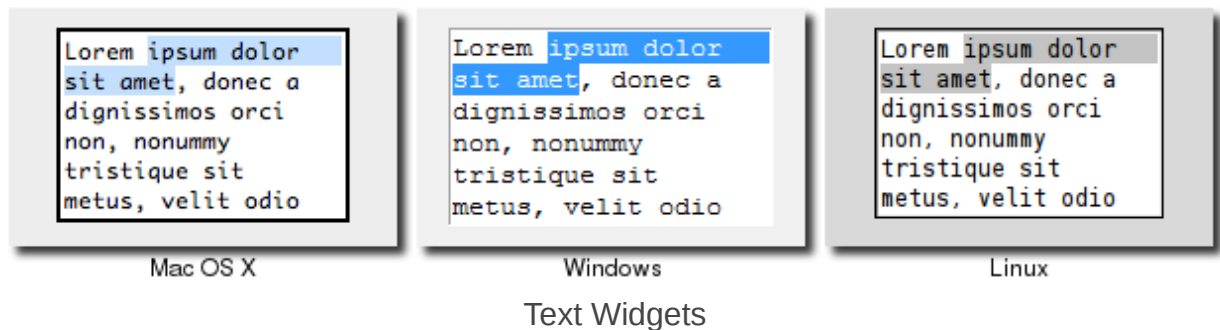 Lorem ipsum dolor
sit amet, donec a
dignissimos orci
non, nonummy
tristique sit
metus, velit odio
Mac OS X
Lorem ipsum dolor
sit amet, donec a
dignissimos orci
non, nonummy
tristique sit
metus, velit odio
Windows
Lorem ipsum dolor
sit amet, donec a
dignissimos orci
non, nonummy
tristique sit
metus, velit odio
Linux
Text Widgets